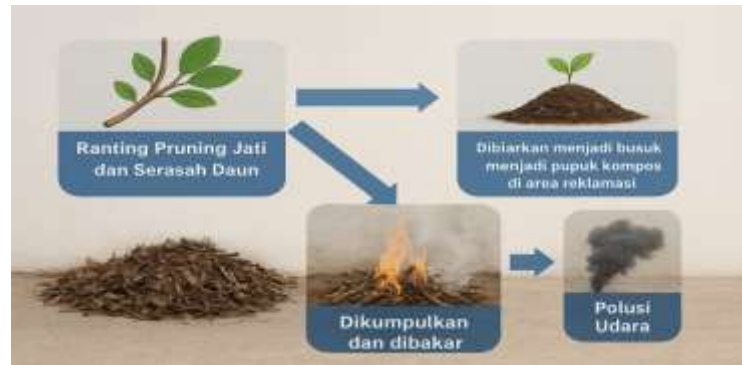 Ranting Pruning Jati
dan Serasah Daun
Dibiarkan menjadi busuk
menjadi pupuk kompos
di area reklamasi
Dikumpulkan
dan dibakar
Polusi
Udara